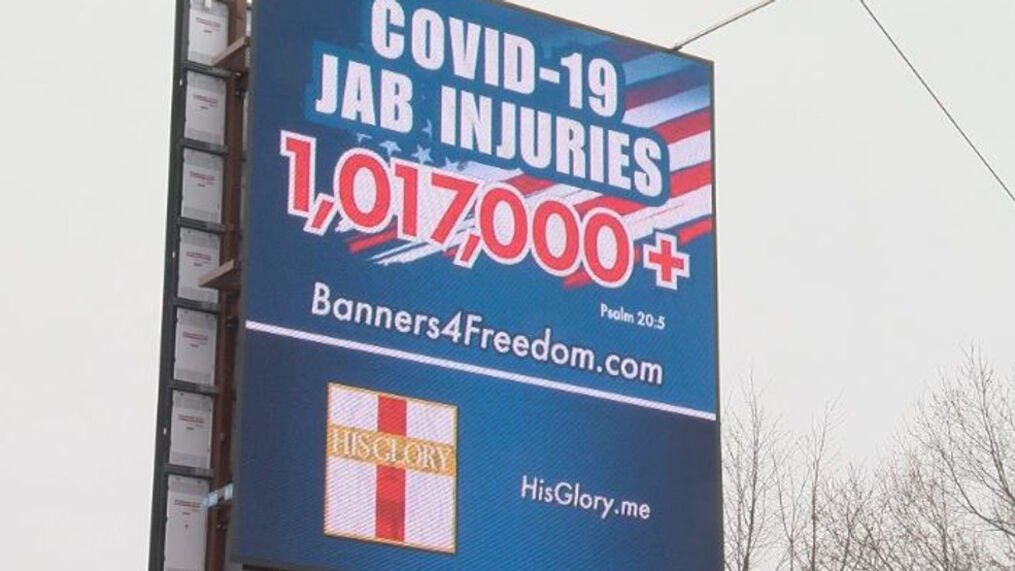 COVID-19
JAB INJURIES
1,017,000+
Psalm 20:5
Banners4Freedom.com
HIS GLORY
HisGlory.me